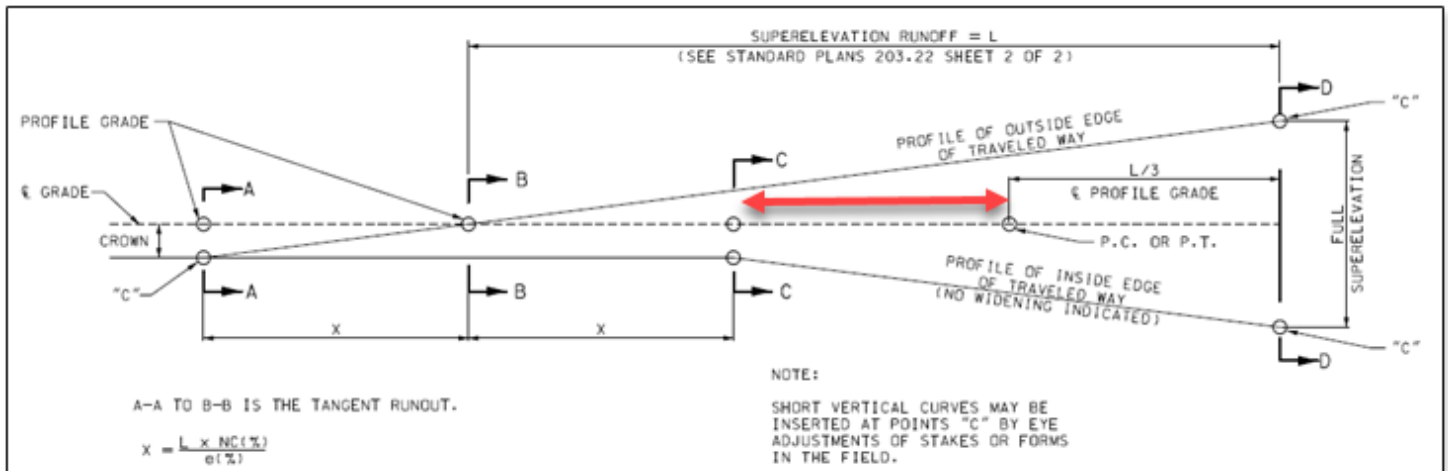 SUPERELEVATION RUNOFF = L
(SEE STANDARD PLANS 203.22 SHEET 2 OF 2)
D
"C"
PROFILE GRADE
PROFILE OF OUTSIDE EDGE
OF TRAVELED WAY
C
B
L/3
A
℄ GRADE
℄ PROFILE GRADE
CROWN
P.C. OR P.T.
FULL
SUPERELEVATION
PROFILE OF INSIDE EDGE
OF TRAVELED WAY
(NO WIDENING INDICATED)
"C"
A
B
C
X
X
"C"
D
NOTE:
A-A TO B-B IS THE TANGENT RUNOUT.
SHORT VERTICAL CURVES MAY BE
INSERTED AT POINTS "C" BY EYE
ADJUSTMENTS OF STAKES OR FORMS
IN THE FIELD.
X = L x NC(%)
e(%)